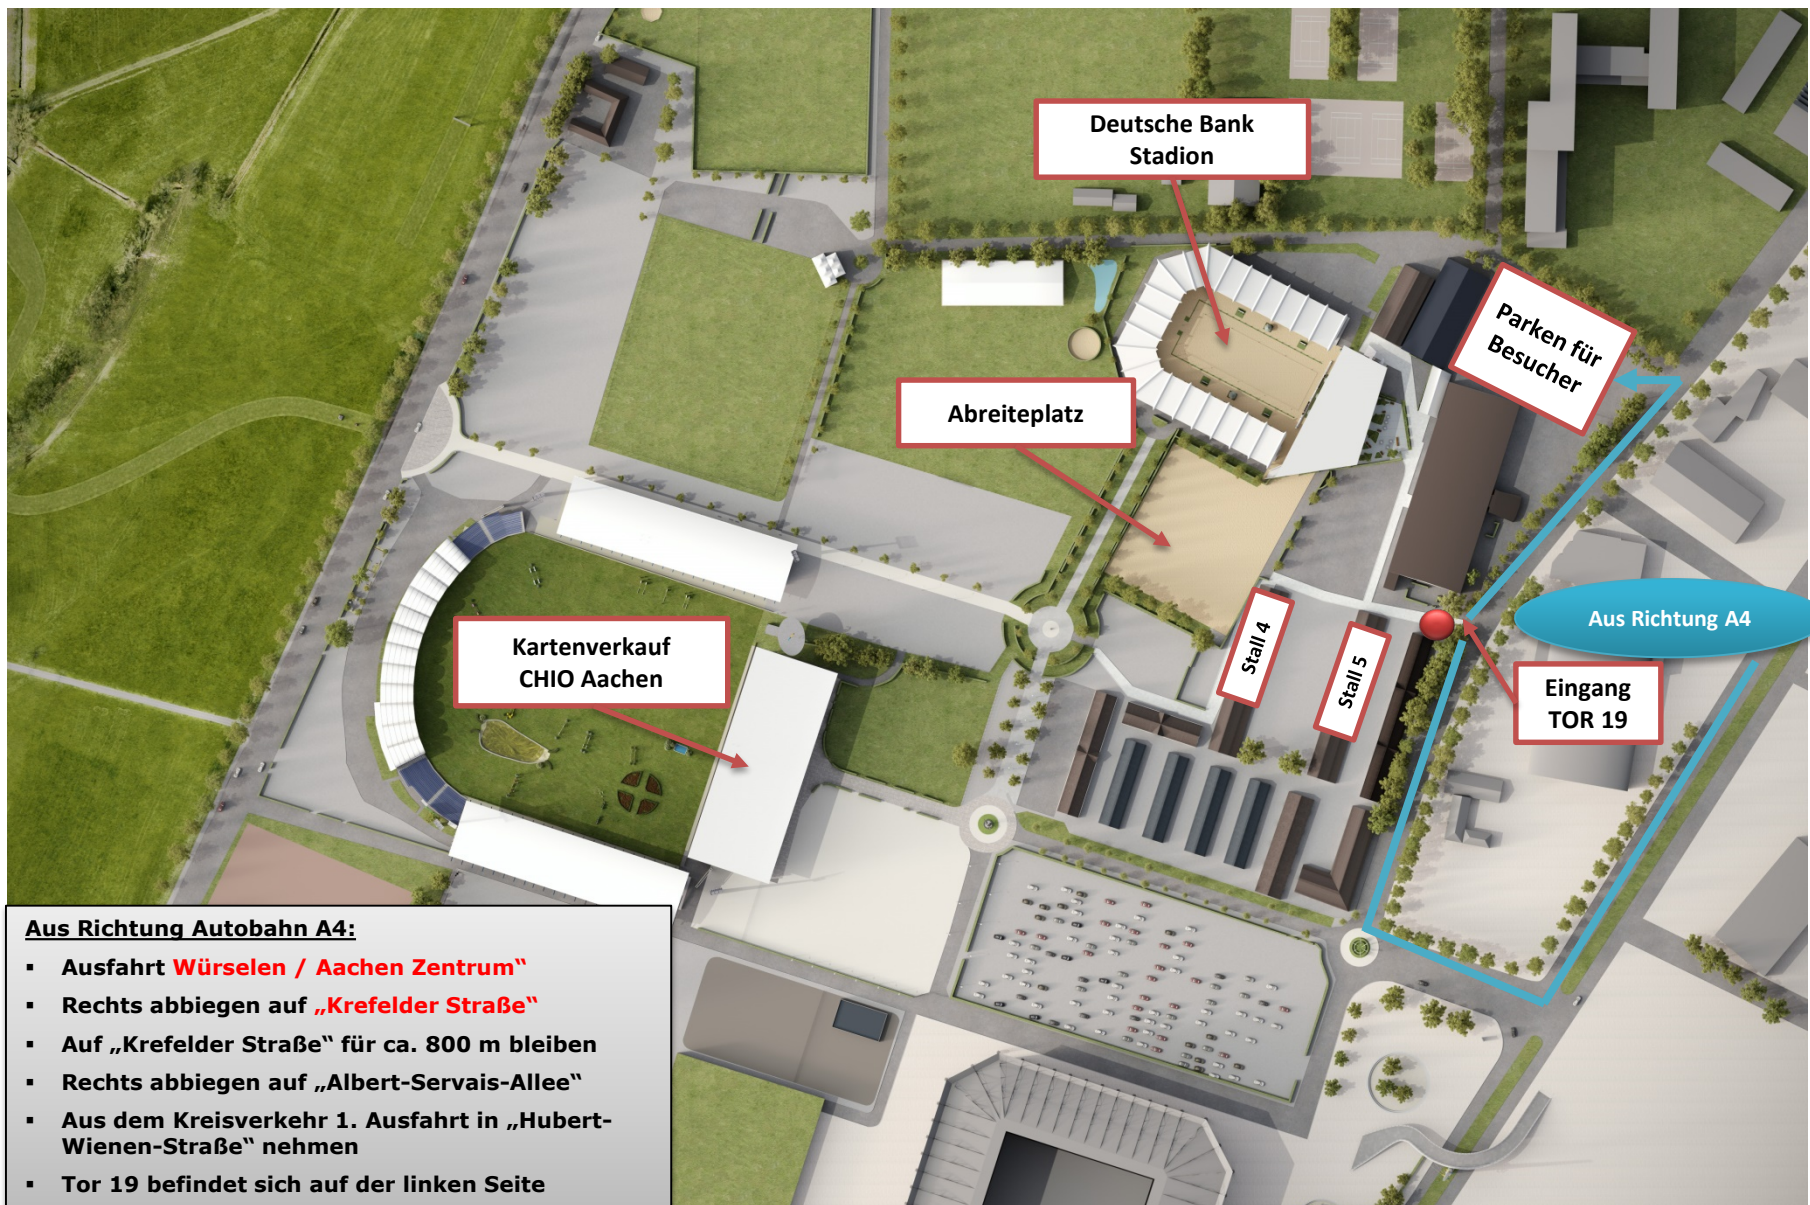 Deutsche Bank
Stadion
Parken für
Besucher
Abreiteplatz
Aus Richtung A4
Stall 4
Stall 5
Kartenverkauf
CHIO Aachen
Eingang
TOR 19
Aus Richtung Autobahn A4:
▪ Ausfahrt Würselen / Aachen Zentrum“
▪ Rechts abbiegen auf „Krefelder Straße“
▪ Auf „Krefelder Straße“ für ca. 800 m bleiben
▪ Rechts abbiegen auf „Albert-Servais-Allee“
▪ Aus dem Kreisverkehr 1. Ausfahrt in „Hubert-
Wienen-Straße“ nehmen
▪ Tor 19 befindet sich auf der linken Seite